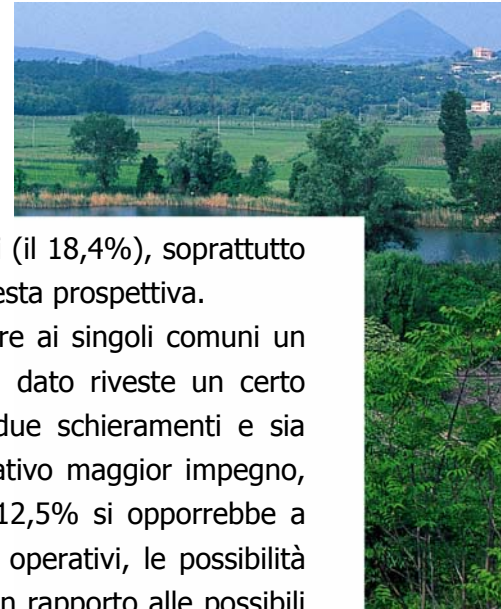 i (il 18,4%), soprattutto
esta prospettiva.
re ai singoli comuni un
dato riveste un certo
due schieramenti e sia
ativo maggior impegno,
12,5% si opporrebbe a
operativi, le possibilità
n rapporto alle possibili